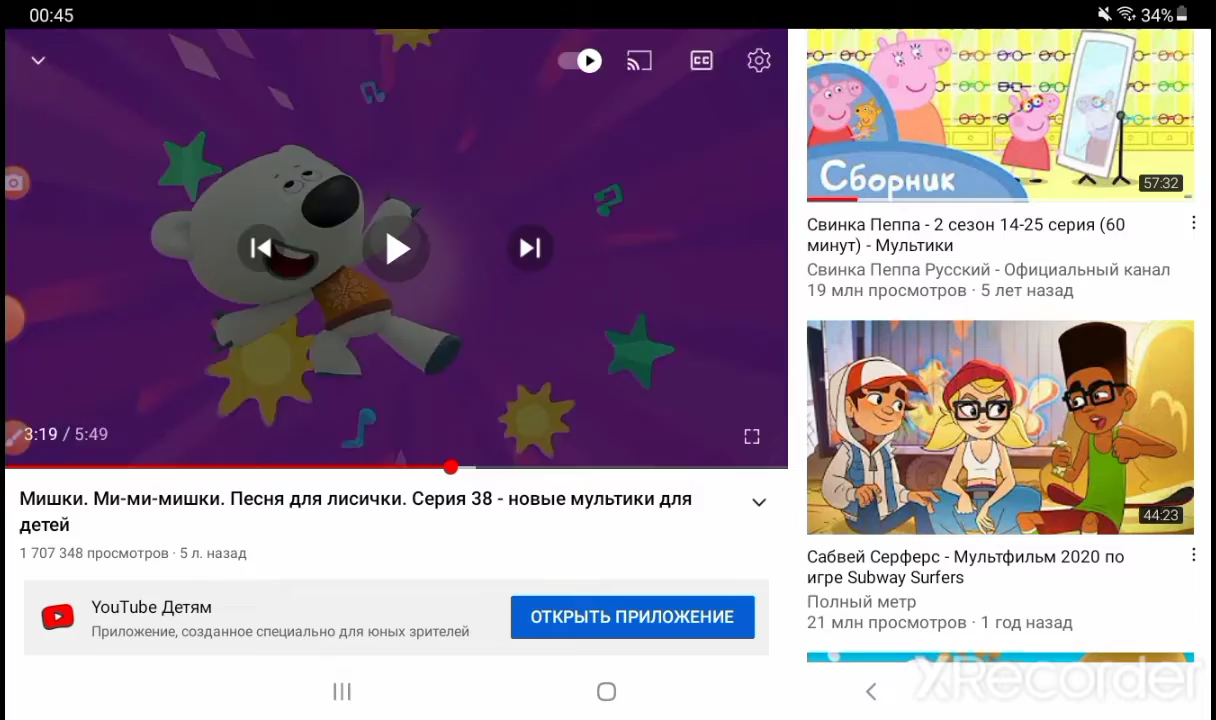 00:45
34%
CC
3:19 / 5:49
Мишки. Ми-ми-мишки. Песня для лисички. Серия 38 - новые мультики для
детей
1 707 348 просмотров · 5 л. назад
YouTube Детям
Приложение, созданное специально для юных зрителей
ОТКРЫТЬ ПРИЛОЖЕНИЕ
Сборник
57:32
Свинка Пеппа - 2 сезон 14-25 серия (60
минут) - Мультики
Свинка Пеппа Русский - Официальный канал
19 млн просмотров · 5 лет назад
44:23
Сабвей Серферс - Мультфильм 2020 по
игре Subway Surfers
Полный метр
21 млн просмотров · 1 год назад
XRecorder